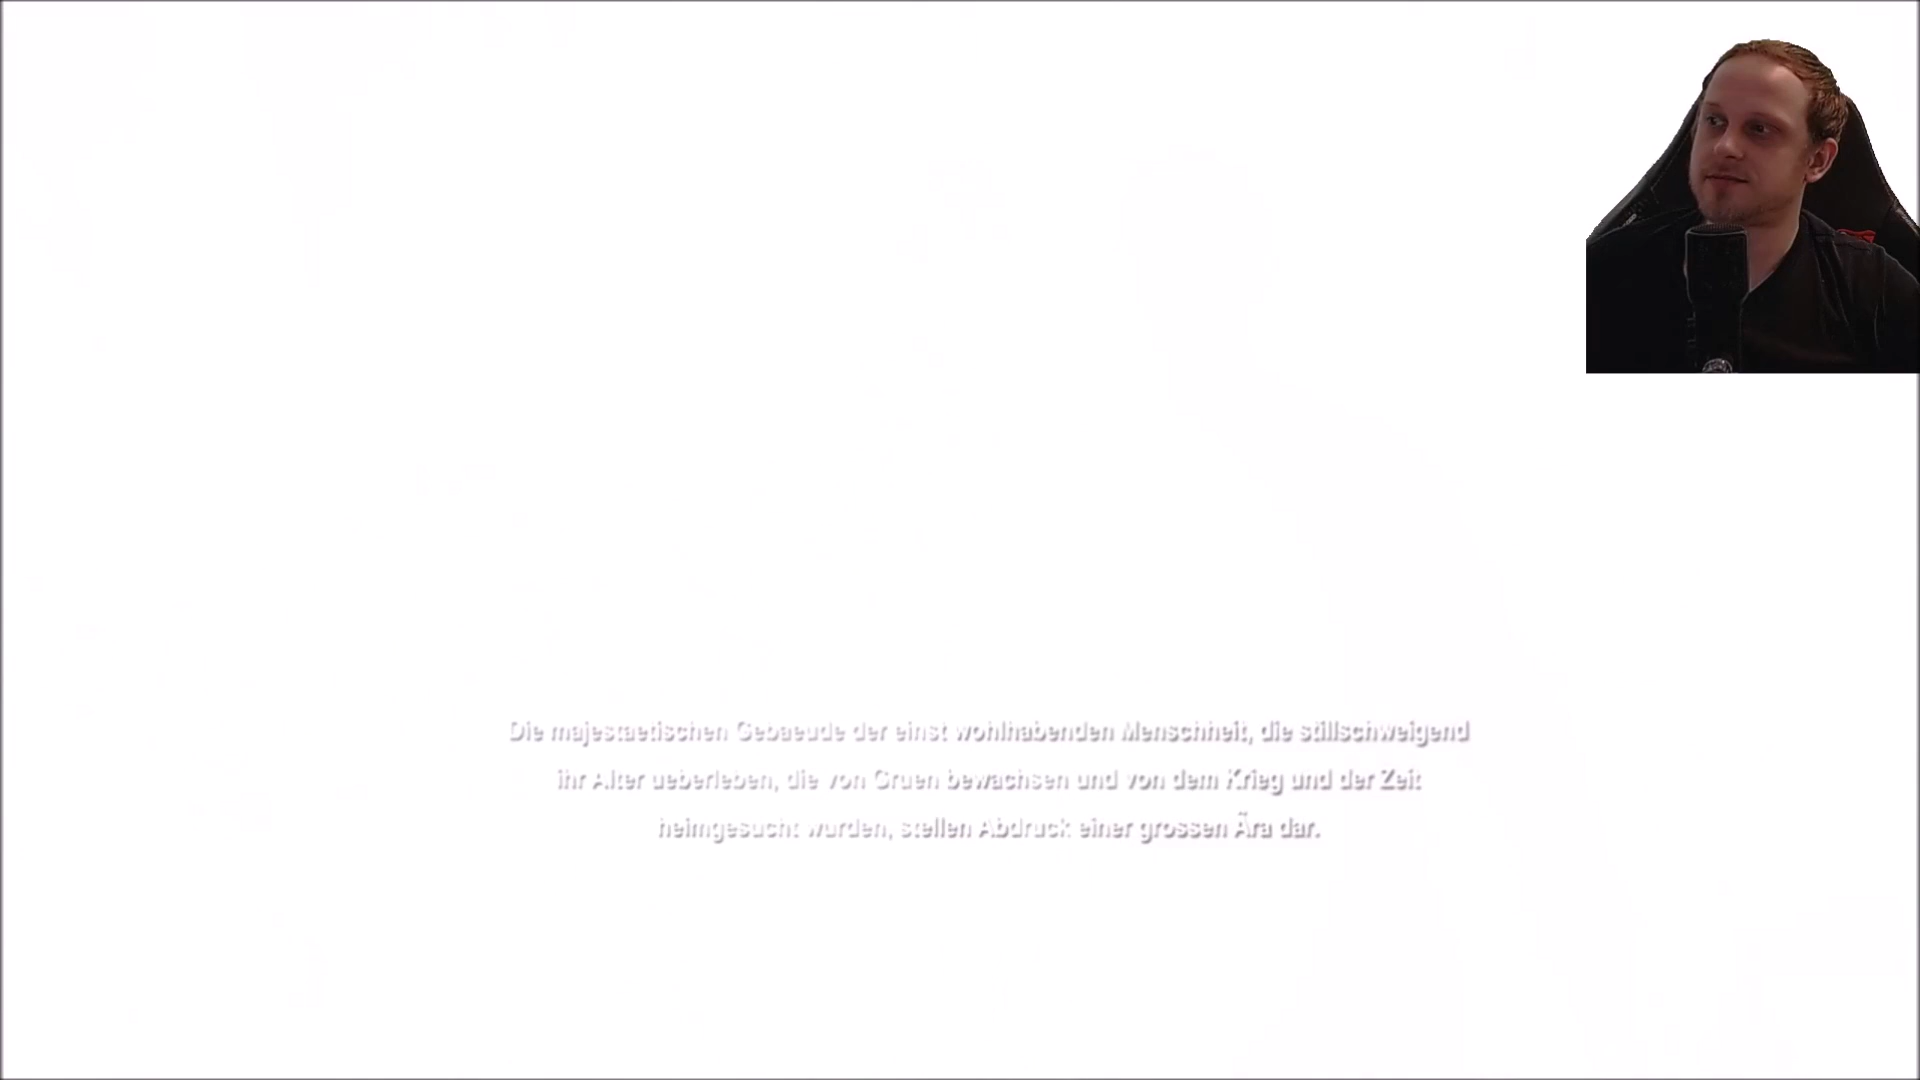 Die majestaetischen Gebaeude der einst wohlhabenden Menschheit, die stillschweigend
ihr Alter ueberleben, die von Gruen bewachsen und von dem Krieg und der Zeit
heimgesucht wurden, stellen Abdruck einer grossen Ära dar.